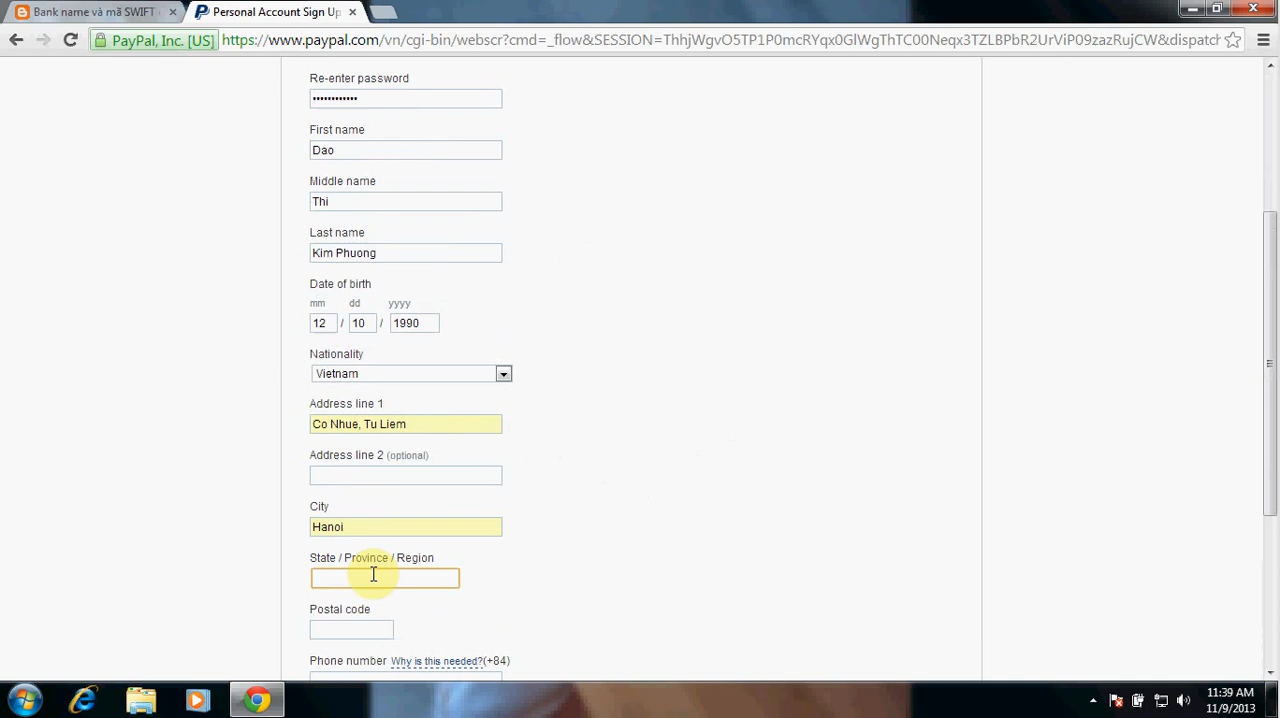 Bank name và mã SWIFT
Personal Account Sign Up
PayPal, Inc. [US]
https://www.paypal.com/vn/cgi-bin/webscr?cmd=_flow&SESSION=ThhjWgvO5TP1P0mcRYqx0GlWgThTC00Neqx3TZLBPbR2UrViP09zazRujCW&dispatch
Re-enter password
••••••••••••
First name
Dao
Middle name
Thi
Last name
Kim Phuong
Date of birth
mm dd yyyy
12 / 10 / 1990
Nationality
Vietnam
Address line 1
Co Nhue, Tu Liem
Address line 2 (optional)
City
Hanoi
State / Province / Region
Postal code
Phone number Why is this needed?(+84)
11:39 AM
11/9/2013